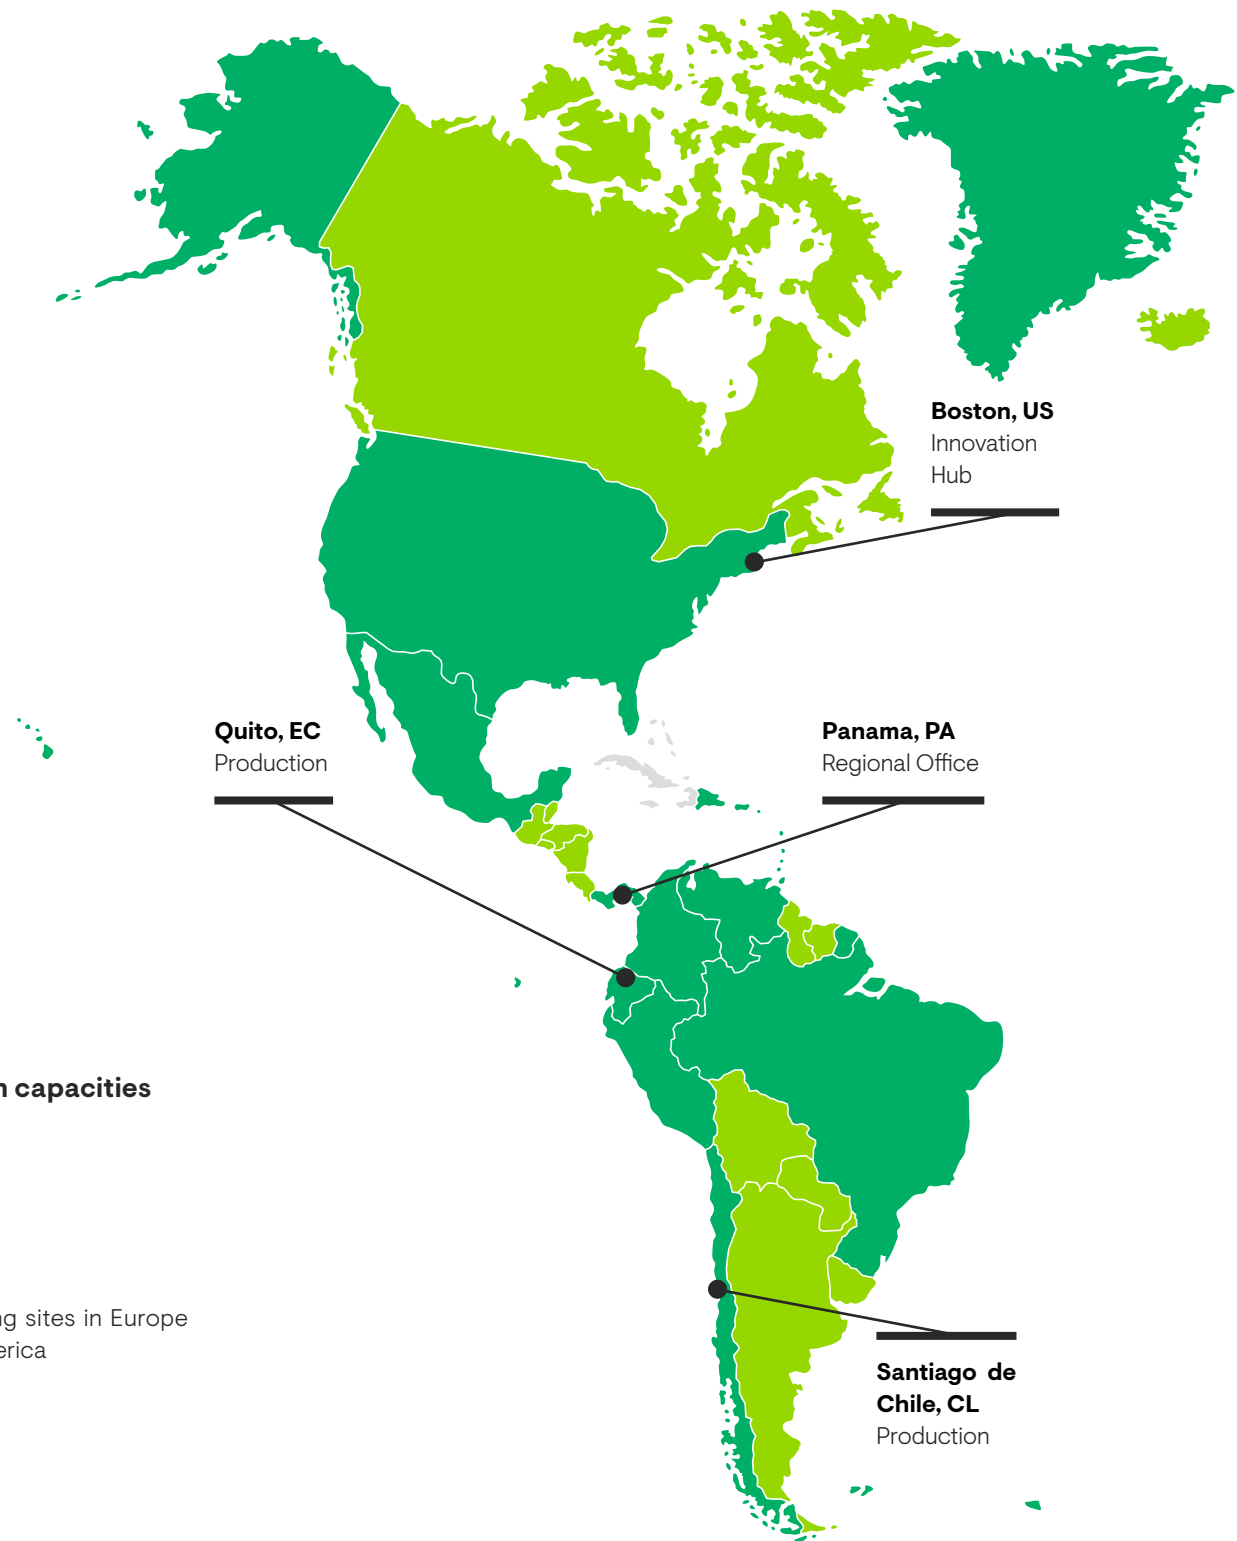 Boston, US
Innovation
Hub
Quito, EC
Production
Panama, PA
Regional Office
capacities
sites in Europe
Santiago de
Chile, CL
Production